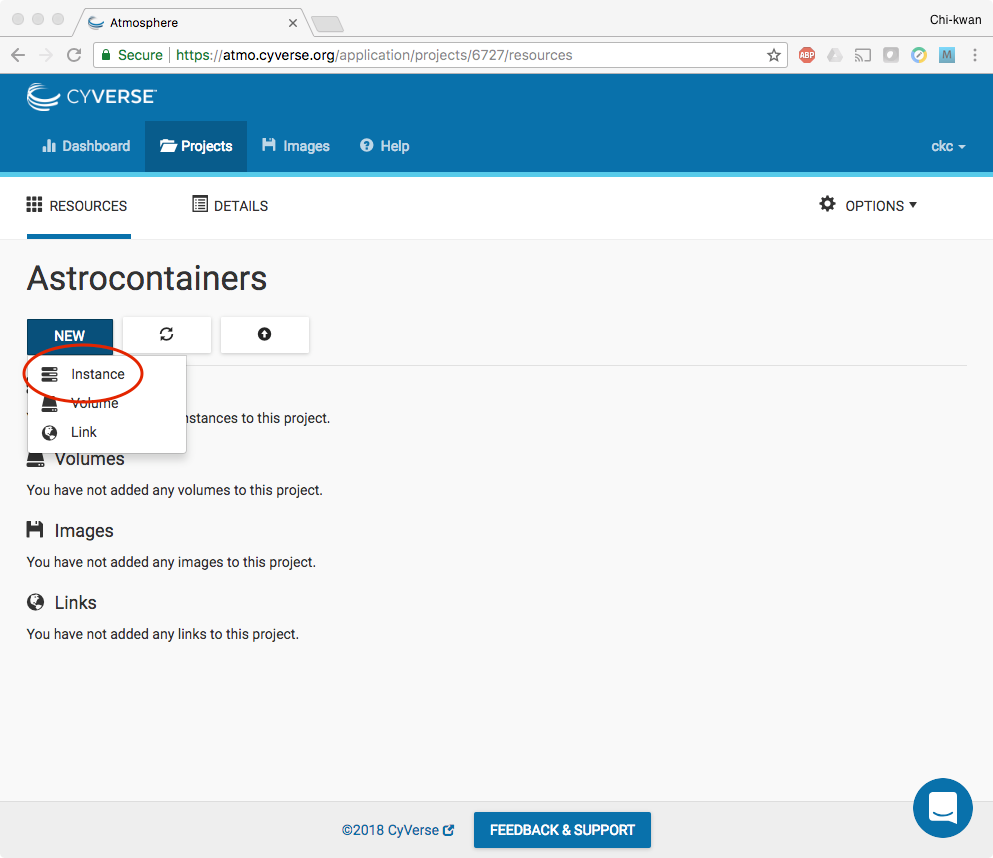 Atmosphere
Chi-kwan
Secure https://atmo.cyverse.org/application/projects/6727/resources
ABP
M
CYVERSE
Dashboard Projects Images Help ckc
RESOURCES DETAILS OPTIONS
Astrocontainers
NEW
Instance
Volume
nstances to this project.
Link
Volumes
You have not added any volumes to this project.
Images
You have not added any images to this project.
Links
You have not added any links to this project.
©2018 CyVerse FEEDBACK & SUPPORT